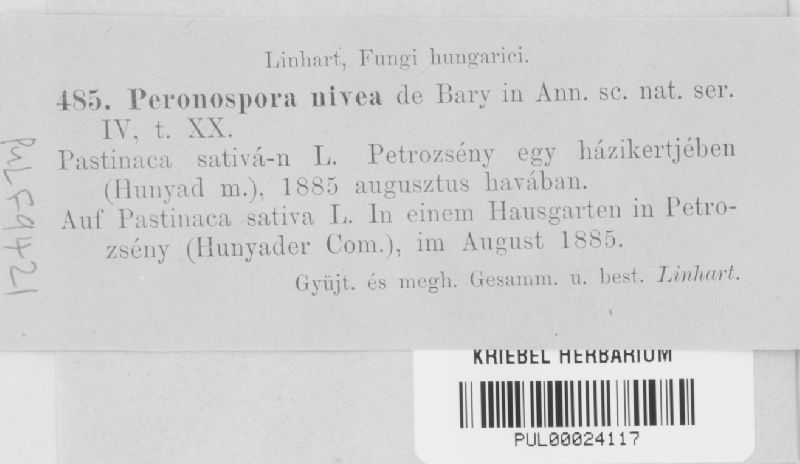 Linhart, Fungi hungarici.
485. Peronospora nivea de Bary in Ann. sc. nat. ser.
IV, t. XX.
Pastinaca sativá-n L. Petrozsény egy házikertjében
(Hunyad m.), 1885 augusztus havában.
Auf Pastinaca sativa L. In einem Hausgarten in Petro-
zsény (Hunyader Com.), im August 1885.
Gyüjt. és megh. Gesamm. u. best. Linhart.
PUL F9421
KRIEBEL HERBARIUM
PUL00024117